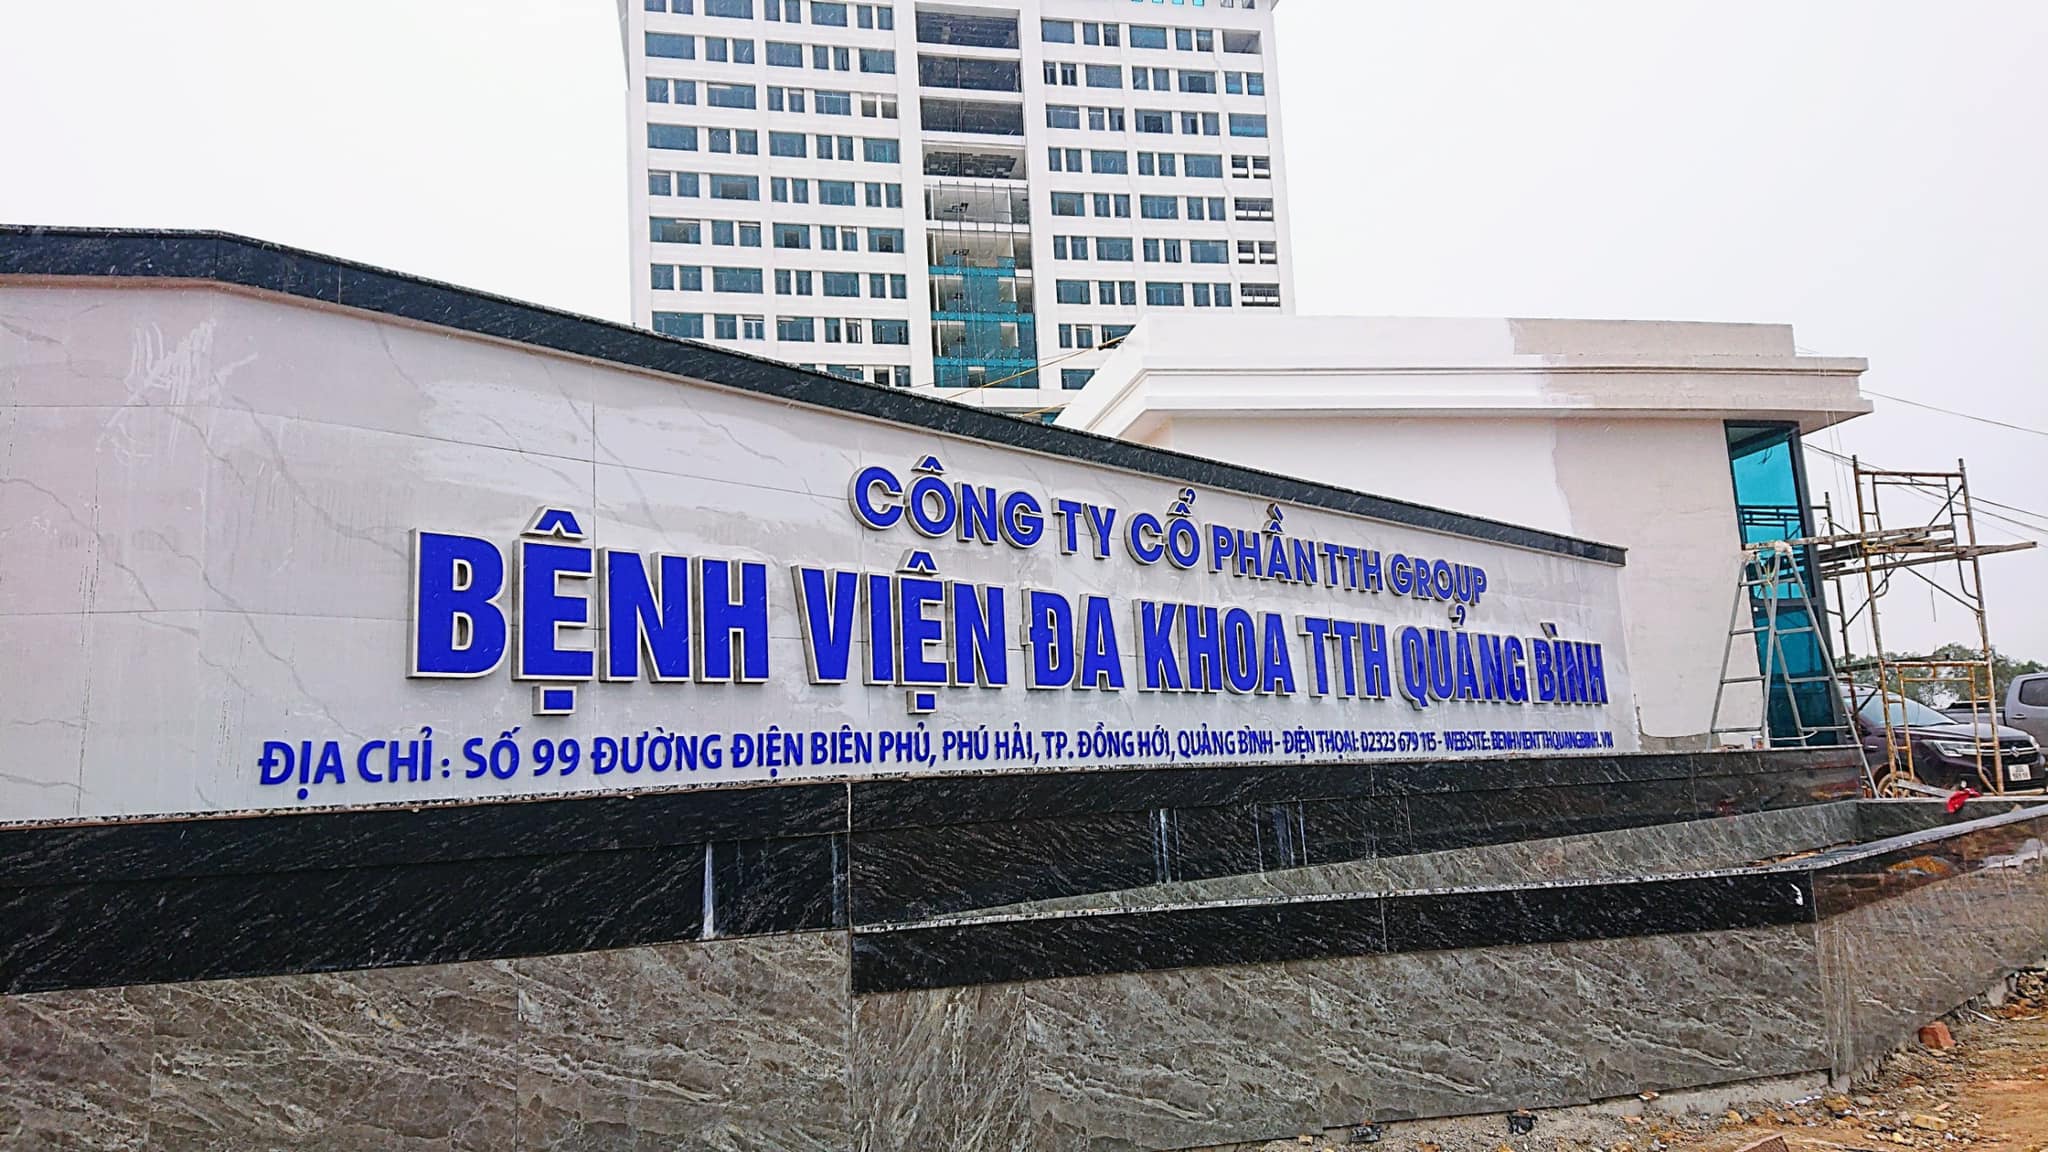 CÔNG TY CỔ PHẦN TTH GROUP
BỆNH VIỆN ĐA KHOA TTH QUẢNG BÌNH
ĐỊA CHỈ : SỐ 99 ĐƯỜNG ĐIỆN BIÊN PHỦ, PHÚ HẢI, TP. ĐỒNG HỚI, QUẢNG BÌNH - ĐIỆN THOẠI: 02323 679 115 - WEBSITE: BENHVIENTTHQUANGBINH.VN